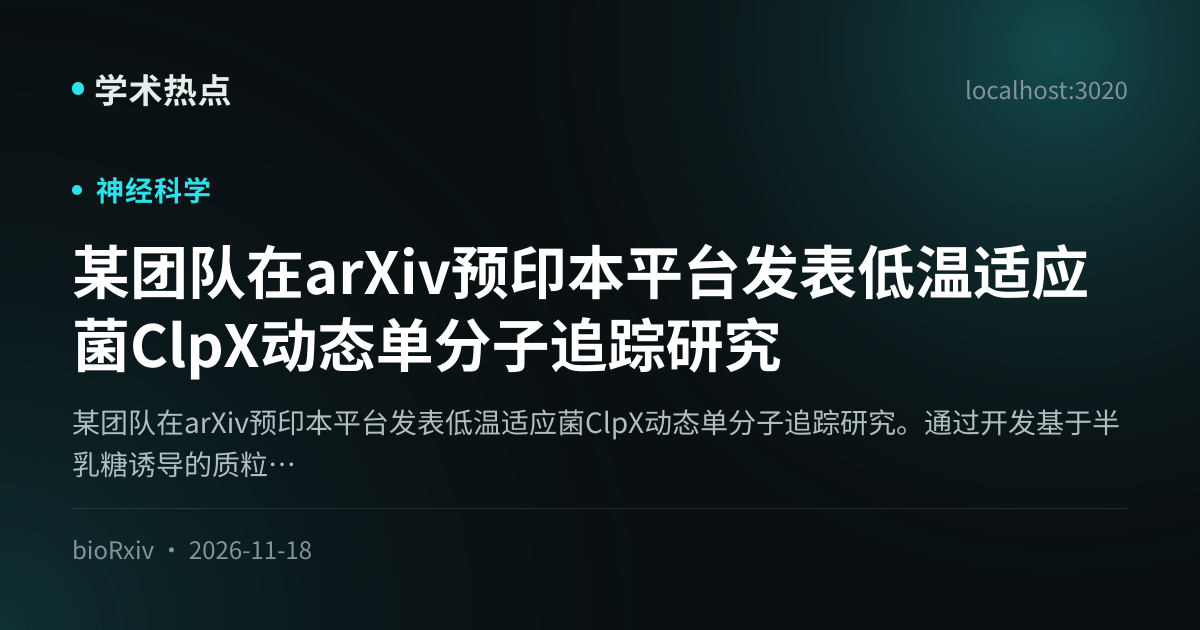 学术热点
localhost:3020
神经科学
某团队在arXiv预印本平台发表低温适应
菌ClpX动态单分子追踪研究
某团队在arXiv预印本平台发表低温适应菌ClpX动态单分子追踪研究。通过开发基于半
乳糖诱导的质粒…
bioRxiv • 2026-11-18